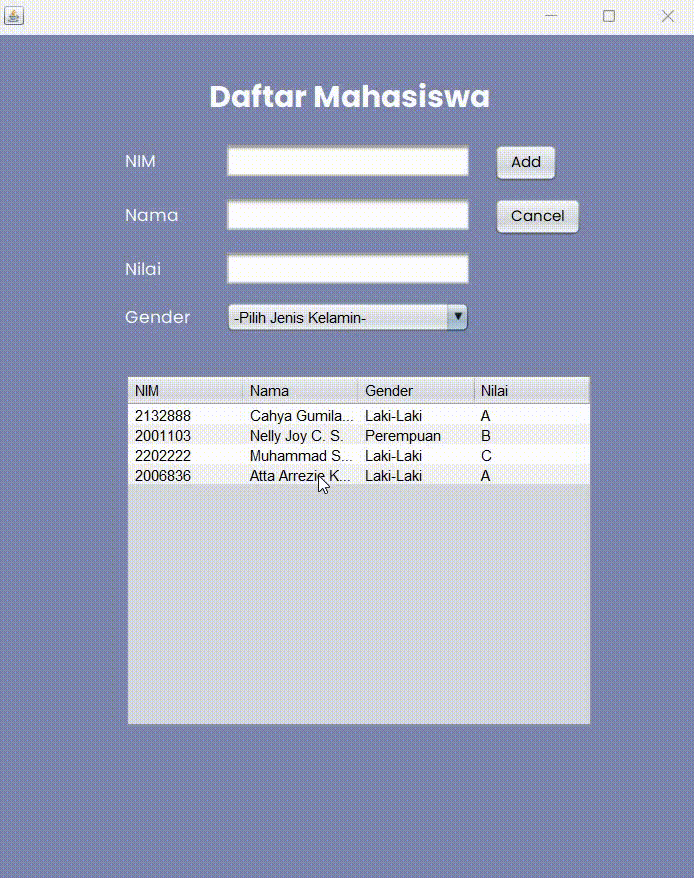 Daftar Mahasiswa
NIM
Add
Nama
Cancel
Nilai
Gender -Pilih Jenis Kelamin-
NIM Nama Gender Nilai
2132888 Cahya Gumila... Laki-Laki A
2001103 Nelly Joy C. S. Perempuan B
2202222 Muhammad S... Laki-Laki C
2006836 Atta Arrezie K... Laki-Laki A